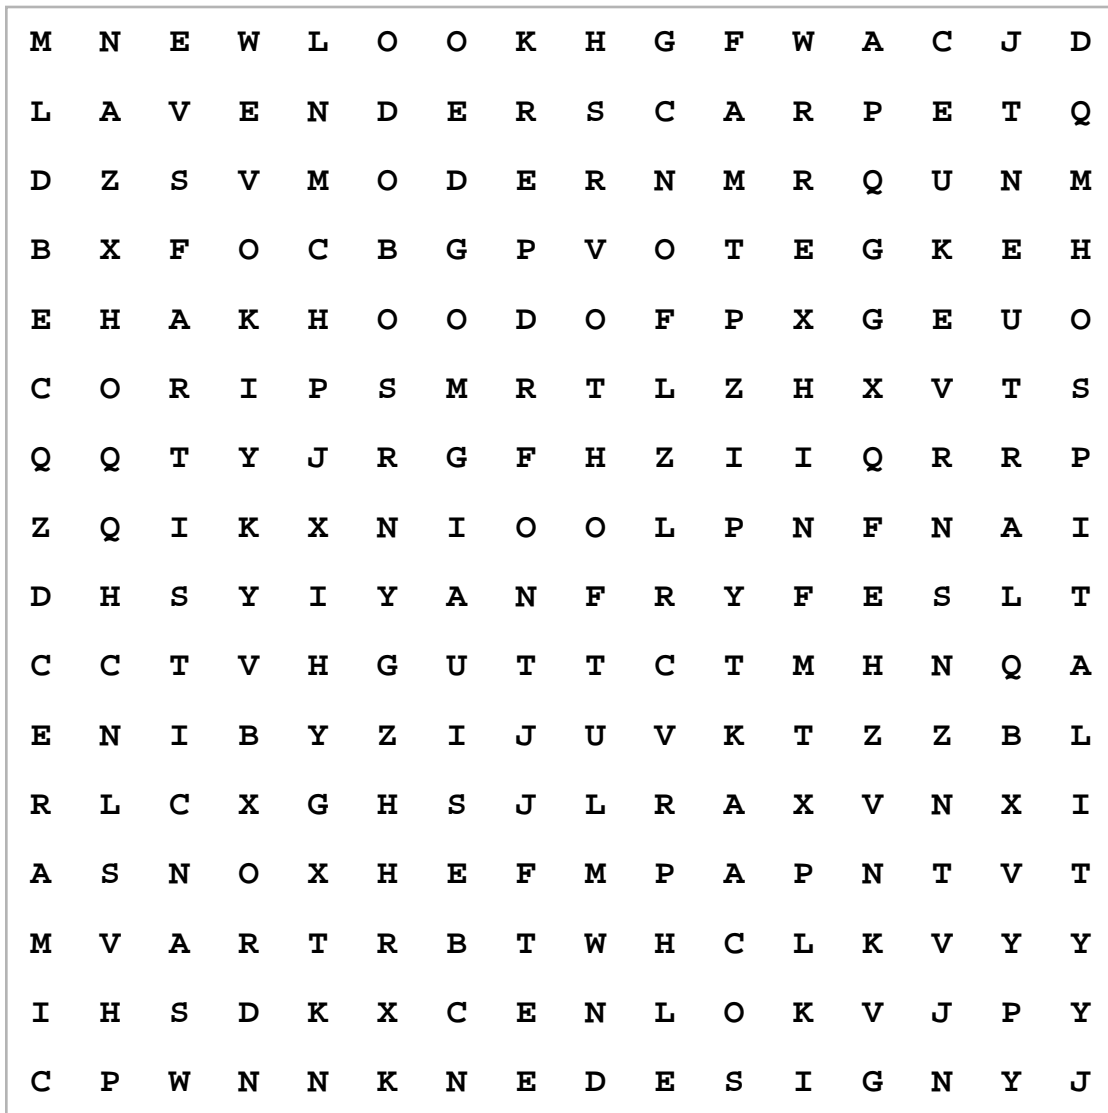 M N E W L O O K H G F W A C J D
L A V E N D E R S C A R P E T Q
D Z S V M O D E R N M R Q U N M
B X F O C B G P V O T E G K E H
E H A K H O O D O F P X G E U O
C O R I P S M R T L Z H X V T S
Q Q T Y J R G F H Z I I Q R R P
Z Q I K X N I O O L P N F N A I
D H S Y I Y A N F R Y F E S L T
C C T V H G U T T C T M H N Q A
E N I B Y Z I J U V K T Z Z B L
R L C X G H S J L R A X V N X I
A S N O X H E F M P A P N T V T
M V A R T R B T W H C L K V Y Y
I H S D K X C E N L O K V J P Y
C P W N N K N E D E S I G N Y J